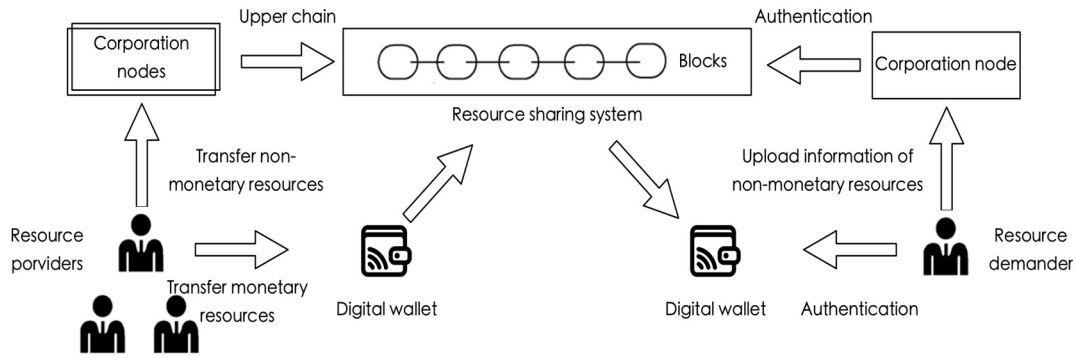 Upper chain
Authentication
Corporation
nodes
Blocks
Corporation node
Resource sharing system
Transfer non-
monetary resources
Upload information of
non-monetary resources
Resource
porviders
Resource
demander
Transfer monetary
resources
Digital wallet
Digital wallet
Authentication